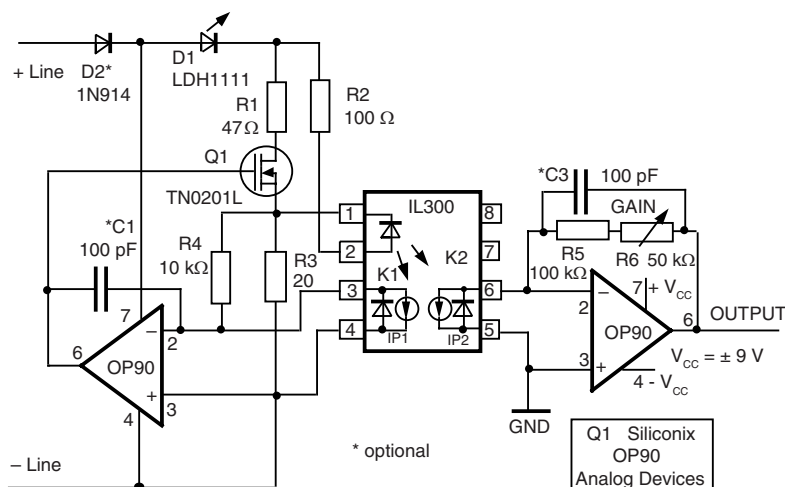 + Line
D2*
1N914
D1
LDH1111
R1
47Ω
R2
100 Ω
Q1
TN0201L
*C1
100 pF
R4
10 kΩ
R3
20
7
−
2
6
OP90
+
3
4
– Line
IL300
1
8
2
7
K1
K2
3
6
4
5
IP1
IP2
*C3
100 pF
GAIN
R5
100 kΩ
R6 50 kΩ
7
+ VCC
−
2
OP90
6
OUTPUT
3
+
4
- VCC
VCC = ± 9 V
GND
* optional
Q1 Siliconix
OP90
Analog Devices